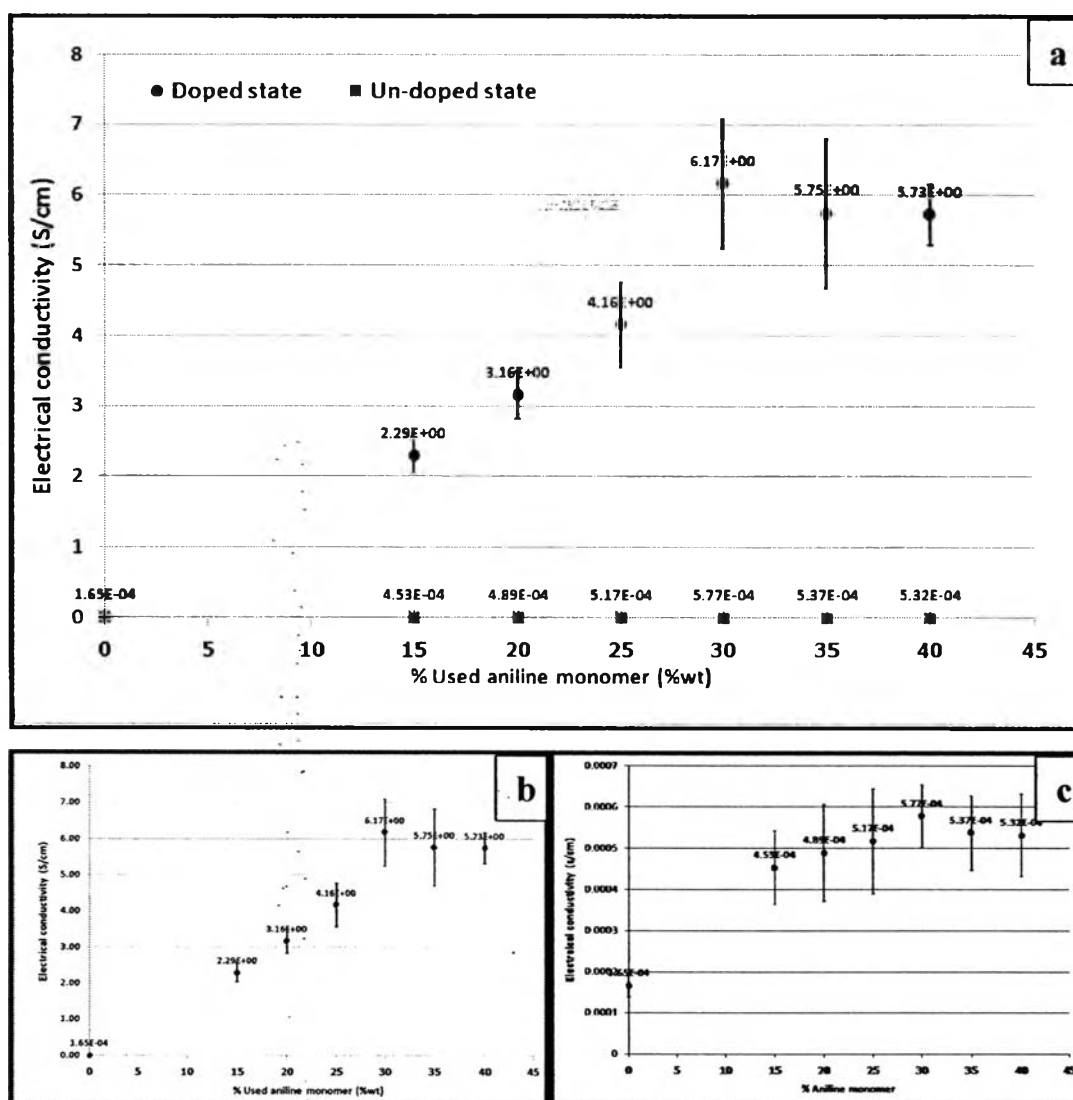 a
8
7
6
5
4
3
2
1
0
Electrical conductivity (S/cm)
Doped state
Un-doped state
6.17E+00
5.75E+00
5.73E+00
4.16E+00
3.16E+00
2.29E+00
1.65E-04
4.53E-04
4.89E-04
5.17E-04
5.77E-04
5.37E-04
5.32E-04
0 5 10 15 20 25 30 35 40 45
% Used aniline monomer (%wt)
b
8.00
7.00
6.00
5.00
4.00
3.00
2.00
1.00
0.00
Electrical conductivity (S/cm)
6.17E+00
5.75E+00
5.73E+00
4.16E+00
3.16E+00
2.29E+00
1.65E-04
0 5 10 15 20 25 30 35 40 45
% Used aniline monomer (%wt)
c
0.0007
0.0006
0.0005
0.0004
0.0003
0.0002
0.0001
0
Electrical conductivity (s/cm)
5.77E-04
5.37E-04
5.32E-04
5.17E-04
4.89E-04
4.53E-04
1.65E-04
0 5 10 15 20 25 30 35 40 45
% Aniline monomer